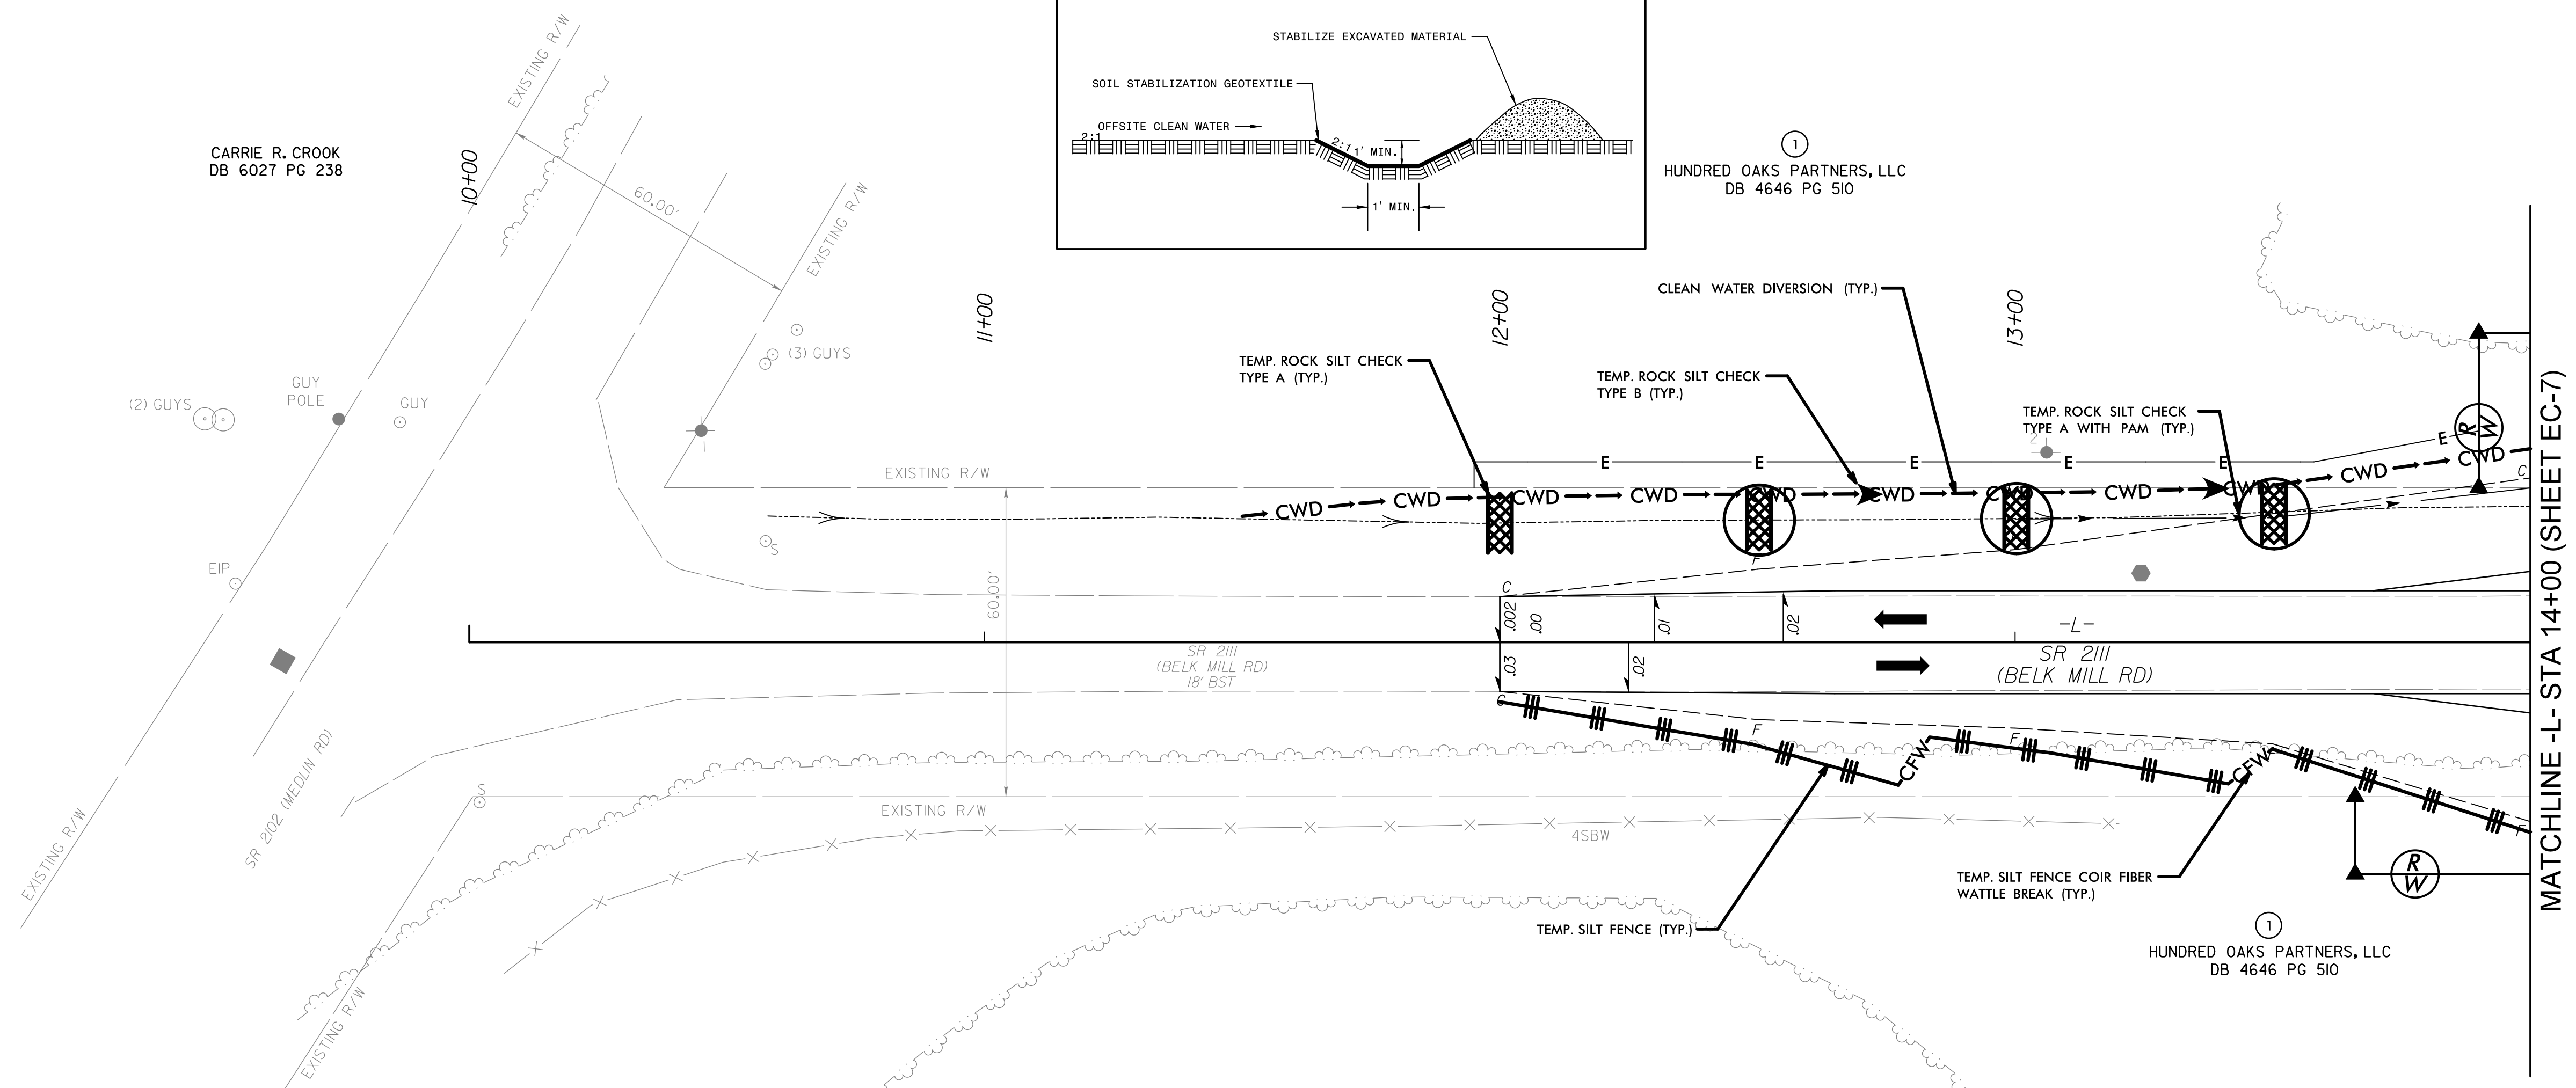 STABILIZE EXCAVATED MATERIAL
SOIL STABILIZATION GEOTEXTILE
OFFSITE CLEAN WATER
2:1
2:1
1' MIN.
1' MIN.
CARRIE R. CROOK
DB 6027 PG 238
10+00
EXISTING R/W
60.00'
EXISTING R/W
1
HUNDRED OAKS PARTNERS, LLC
DB 4646 PG 510
11+00
12+00
13+00
CLEAN WATER DIVERSION (TYP.)
TEMP. ROCK SILT CHECK
TYPE A (TYP.)
TEMP. ROCK SILT CHECK
TYPE B (TYP.)
TEMP. ROCK SILT CHECK
TYPE A WITH PAM (TYP.)
(3) GUYS
(2) GUYS
GUY
POLE
GUY
1
2
EXISTING R/W
E E E E E E
R
W
C
CWD CWD CWD CWD CWD CWD CWD CWD CWD CWD CWD
S
EIP
60.00'
F
C
.002
.00
.01
.02
.03
.02
-L-
SR 2111
(BELK MILL RD)
18' BST
SR 2111
(BELK MILL RD)
MATCHLINE -L- STA 14+00 (SHEET EC-7)
C
F
F
F
CFW
CFW
SR 2102 (MEDLIN RD)
EXISTING R/W
S
EXISTING R/W
4SBW
TEMP. SILT FENCE COIR FIBER
WATTLE BREAK (TYP.)
R
W
TEMP. SILT FENCE (TYP.)
1
HUNDRED OAKS PARTNERS, LLC
DB 4646 PG 510
EXISTING R/W